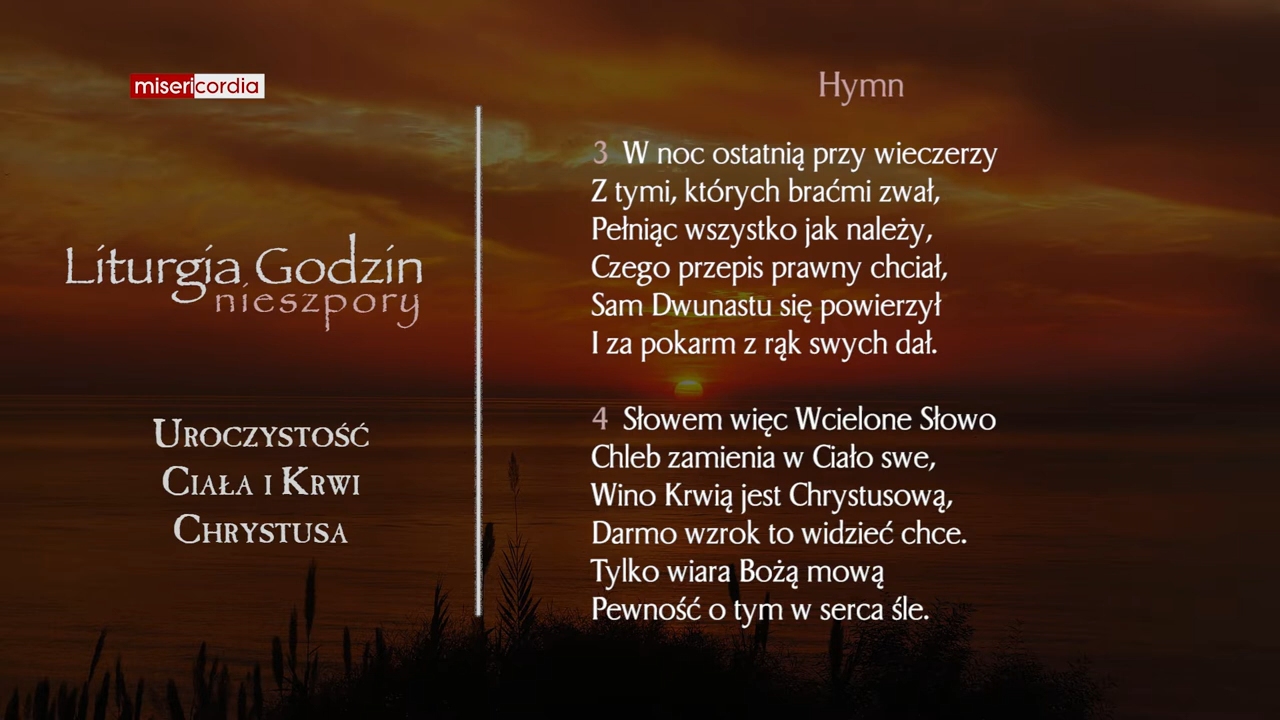 misericordia
Liturgia Godzin
nieszpory
Uroczystość
Ciała i Krwi
Chrystusa
Hymn
3 W noc ostatnią przy wieczerzy
Z tymi, których braćmi zwał,
Pełniąc wszystko jak należy,
Czego przepis prawny chciał,
Sam Dwunastu się powierzył
I za pokarm z rąk swych dał.
4 Słowem więc Wcielone Słowo
Chleb zamienia w Ciało swe,
Wino Krwią jest Chrystusową,
Darmo wzrok to widzieć chce.
Tylko wiara Bożą mową
Pewność o tym w serca śle.